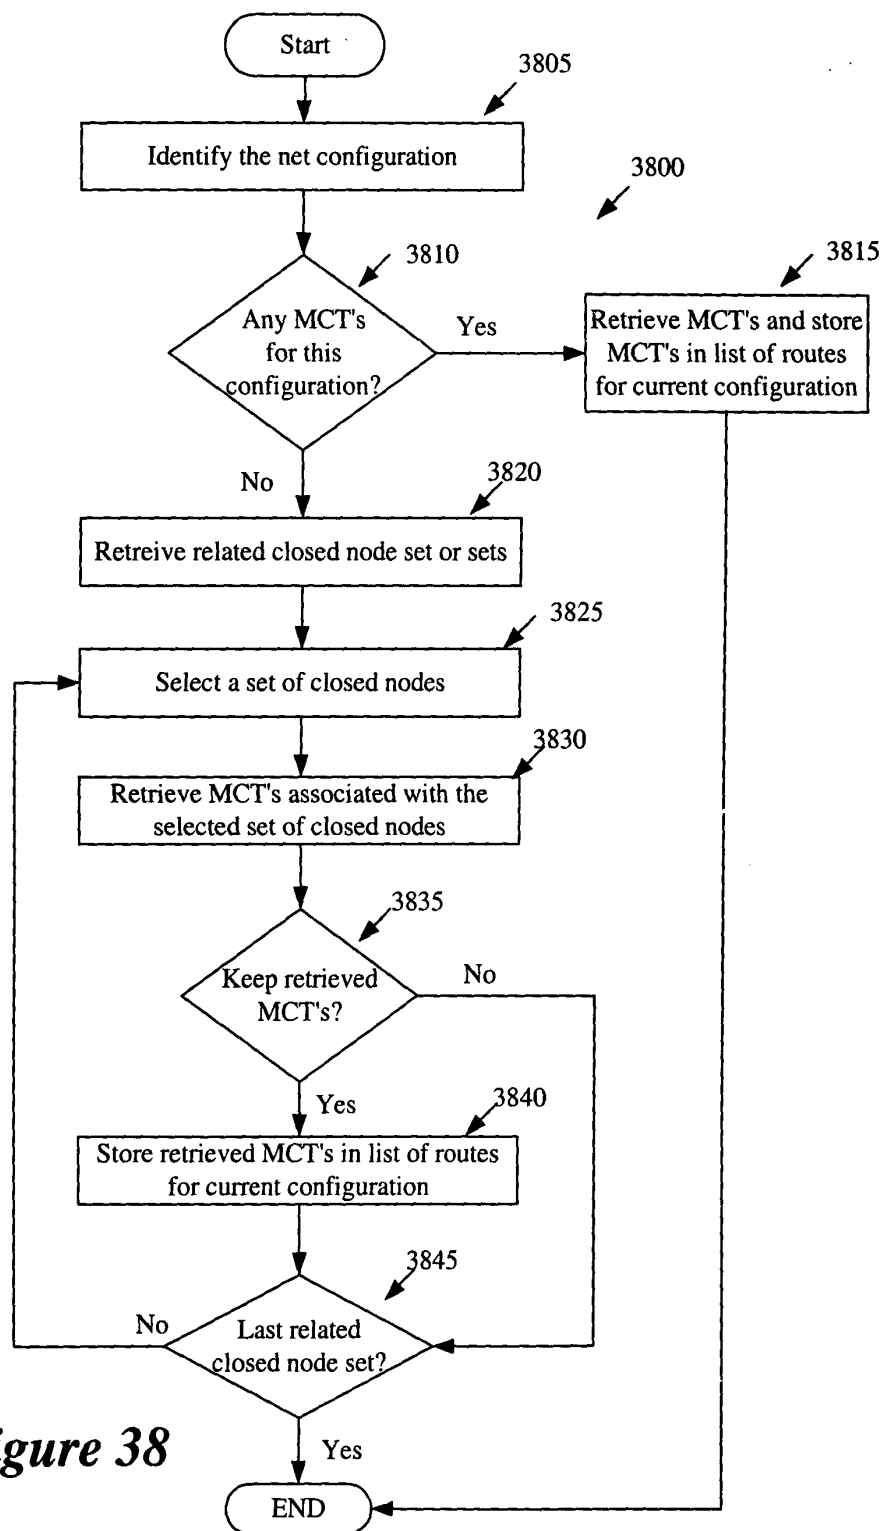 Start
3805
Identify the net configuration
3800
3810
3815
Any MCT's
for this
configuration?
Yes
Retrieve MCT's and store
MCT's in list of routes
for current configuration
No
3820
Retreive related closed node set or sets
3825
Select a set of closed nodes
3830
Retrieve MCT's associated with the
selected set of closed nodes
3835
Keep retrieved
MCT's?
No
Yes
3840
Store retrieved MCT's in list of routes
for current configuration
3845
No
Last related
closed node set?
igure 38
Yes
END